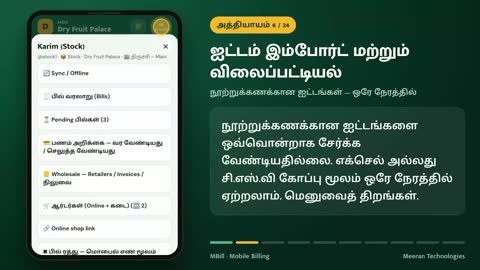 MBill
Dry Fruit Palace
Karim (Stock)
@stock1 · 📦 Stock · Dry Fruit Palace · 🏬 திருச்சி — Main
🔄 Sync / Offline
🧾 பில் வரலாறு (Bills)
⏳ Pending பில்கள் (3)
💳 பணம் அறிக்கை — வர வேண்டியது
/ செலுத்த வேண்டியது
📒 Wholesale — Retailers / Invoices /
நிலுவை
🛒 ஆர்டர்கள் (Online + கடை) (🆕 2)
🔗 Online shop link
✖ பில் ரத்து — மொபைல் எண் மூலம்
அத்தியாயம் 6 / 24
ஐட்டம் இம்போர்ட் மற்றும்
விலைப்பட்டியல்
நூற்றுக்கணக்கான ஐட்டங்கள் — ஒரே நேரத்தில்
நூற்றுக்கணக்கான ஐட்டங்களை
ஒவ்வொன்றாக சேர்க்க
வேண்டியதில்லை. எக்செல் அல்லது
சி.எஸ்.வி கோப்பு மூலம் ஒரே நேரத்தில்
ஏற்றலாம். மெனுவைத் திறங்கள்.
MBill · Mobile Billing
Meeran Technologies